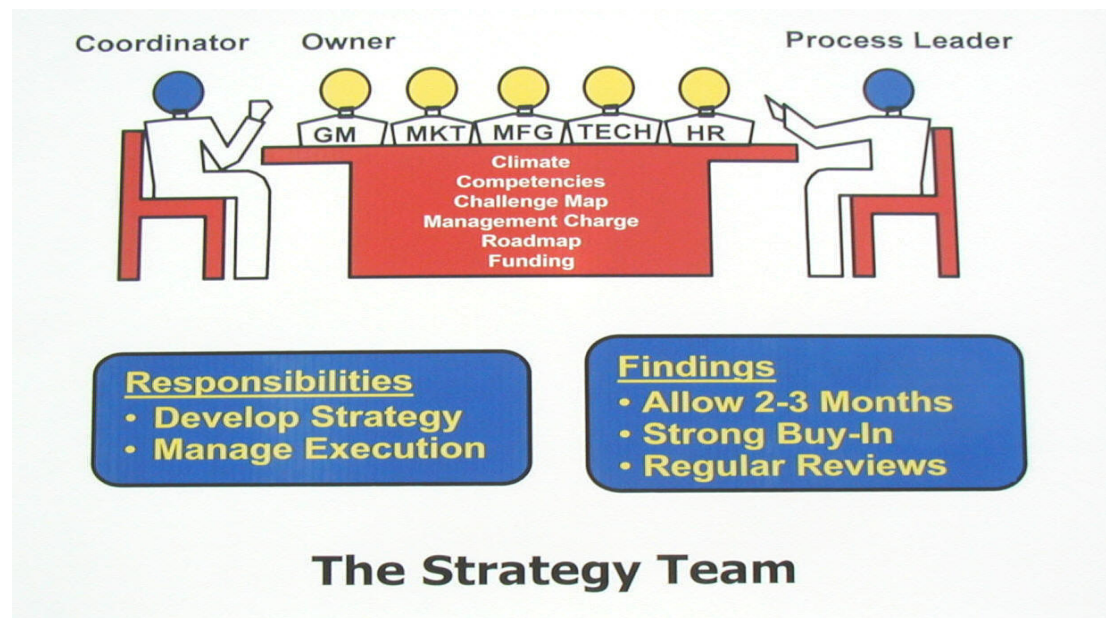 Coordinator Owner Process Leader
GM MKT MFG TECH HR
Climate
Competencies
Challenge Map
Management Charge
Roadmap
Funding
Responsibilities
• Develop Strategy
• Manage Execution
Findings
• Allow 2-3 Months
• Strong Buy-In
• Regular Reviews
The Strategy Team